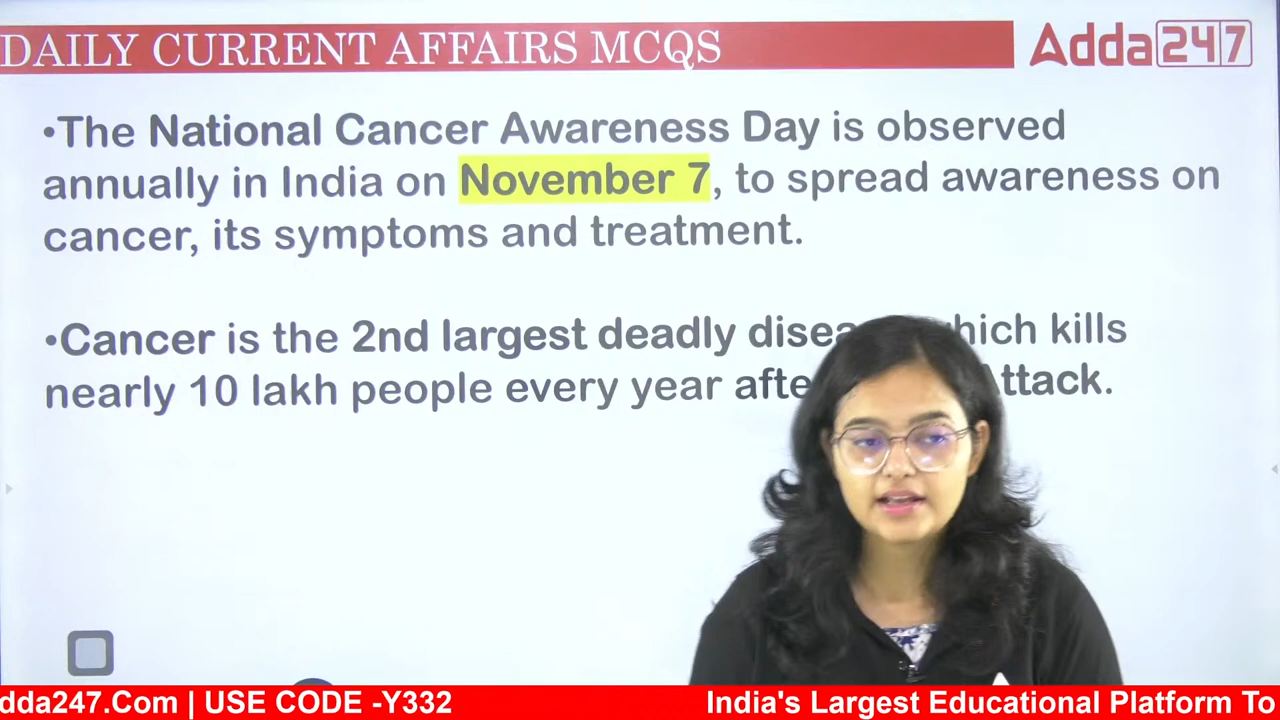 DAILY CURRENT AFFAIRS MCQS
Adda247
•The National Cancer Awareness Day is observed
annually in India on November 7, to spread awareness on
cancer, its symptoms and treatment.
•Cancer is the 2nd largest deadly kills
nearly 10 lakh people every year
dda247.Com | USE CODE -Y332
India's Largest Educational Platform To